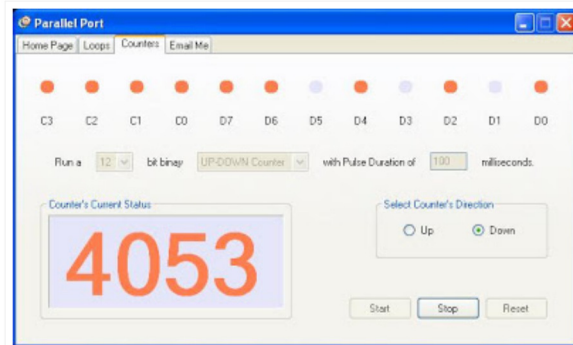 Parallel Port
Home Page Loops Counters Email Me
C3 C2 C1 C0 D7 D6 D5 D4 D3 D2 D1 D0
Run a 12 bit binay UP-DOWN Counter with Pulse Duration of 100 milliseconds.
Counter's Current Status
4053
Select Counter's Direction
Up Down
Start Stop Reset